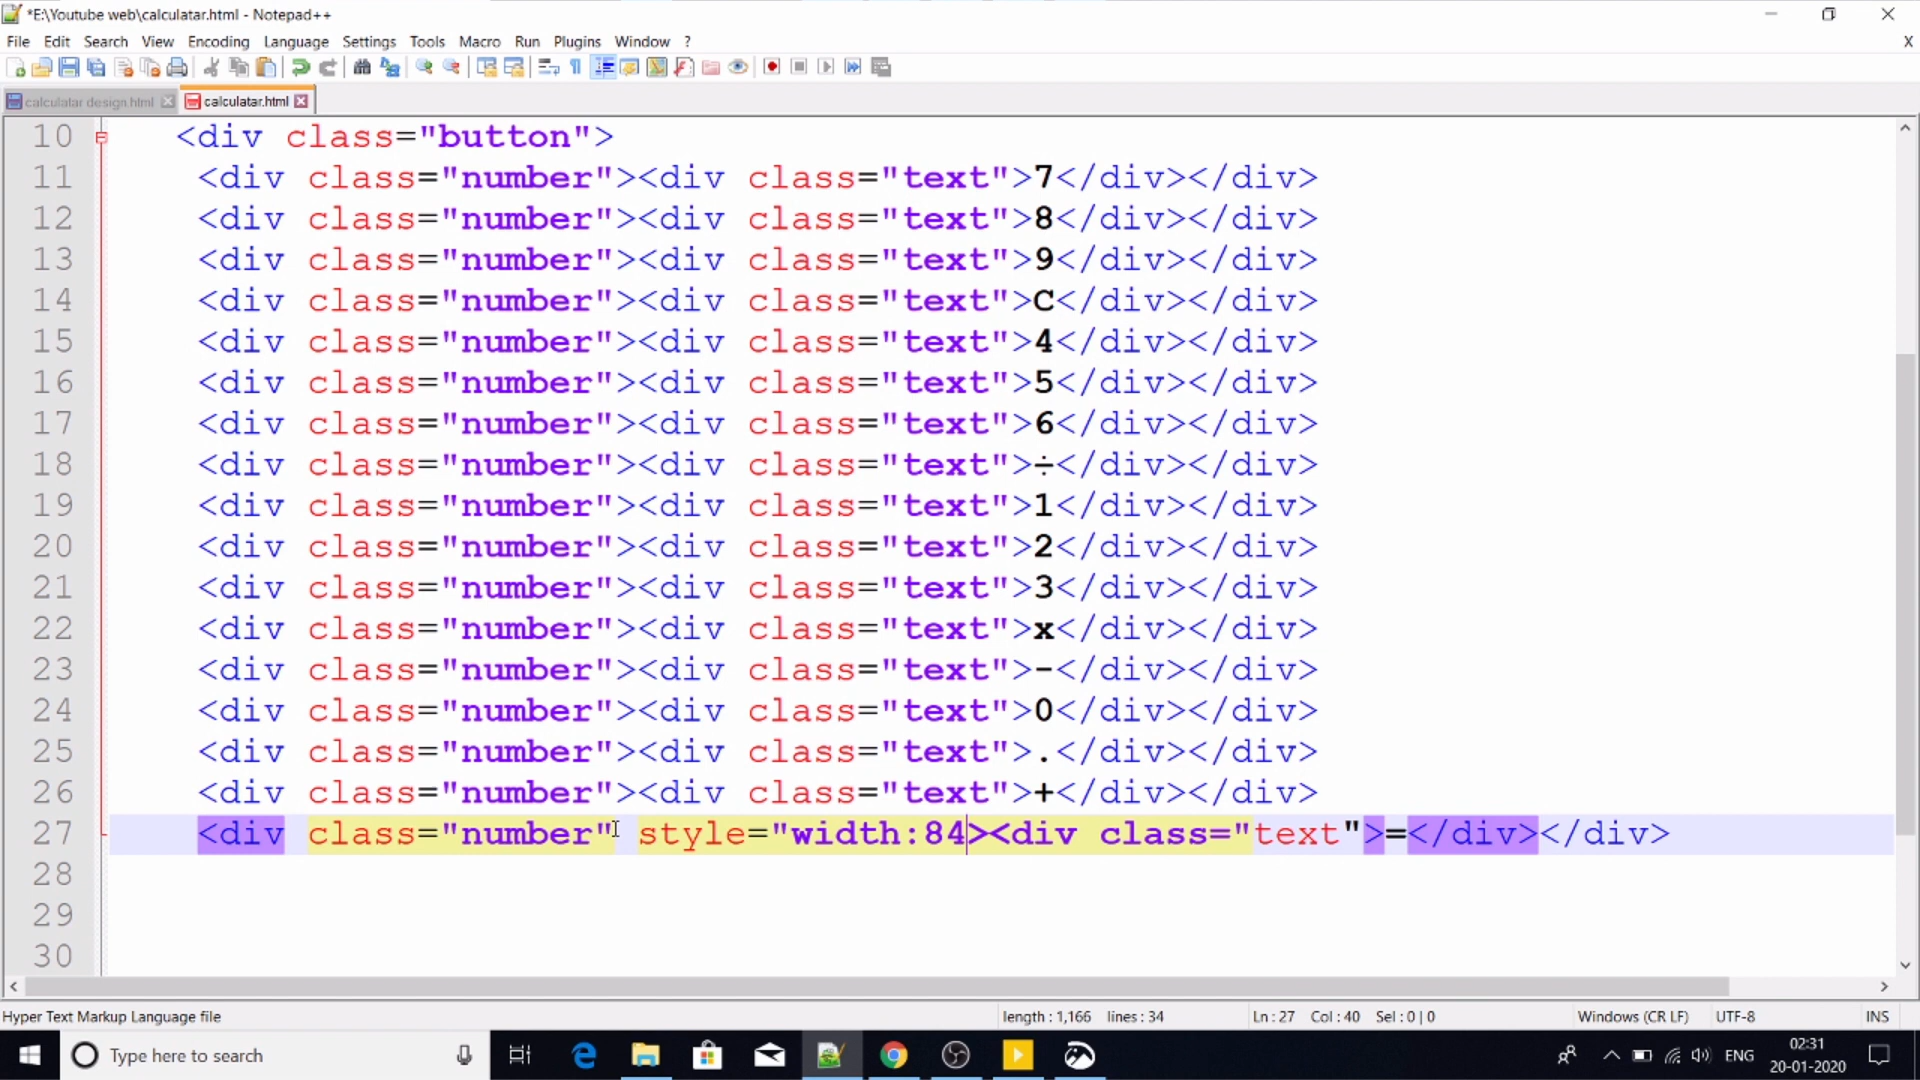 *E:\Youtube web\calculatar.html - Notepad++
File Edit Search View Encoding Language Settings Tools Macro Run Plugins Window ? X
calculatar design.html calculatar.html
10 <div class="button">
11 <div class="number"><div class="text">7</div></div>
12 <div class="number"><div class="text">8</div></div>
13 <div class="number"><div class="text">9</div></div>
14 <div class="number"><div class="text">C</div></div>
15 <div class="number"><div class="text">4</div></div>
16 <div class="number"><div class="text">5</div></div>
17 <div class="number"><div class="text">6</div></div>
18 <div class="number"><div class="text">÷</div></div>
19 <div class="number"><div class="text">1</div></div>
20 <div class="number"><div class="text">2</div></div>
21 <div class="number"><div class="text">3</div></div>
22 <div class="number"><div class="text">x</div></div>
23 <div class="number"><div class="text">-</div></div>
24 <div class="number"><div class="text">0</div></div>
25 <div class="number"><div class="text">.</div></div>
26 <div class="number"><div class="text">+</div></div>
27 <div class="number" style="width:84><div class="text">=</div></div>
28
29
30
Hyper Text Markup Language file length : 1,166 lines : 34 Ln : 27 Col : 40 Sel : 0 | 0 Windows (CR LF) UTF-8 INS
Type here to search ENG 02:31
20-01-2020